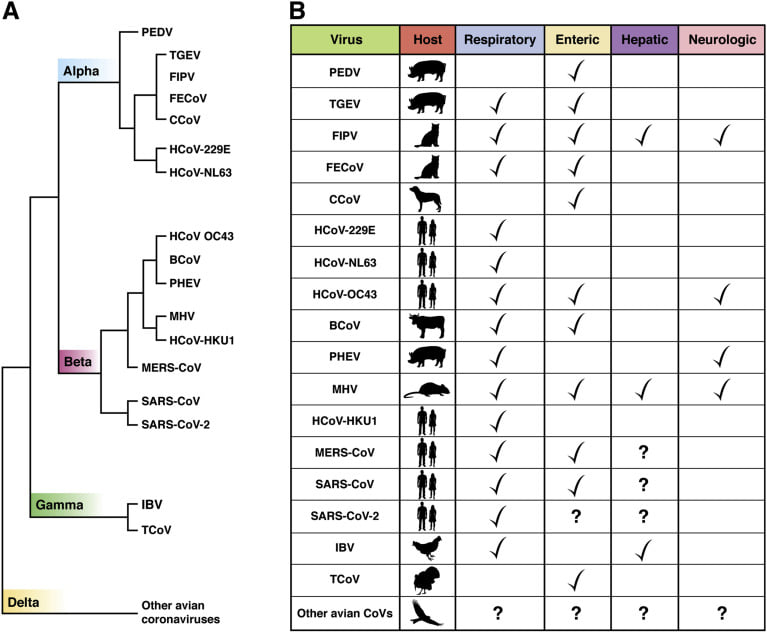 A
PEDV
TGEV
Alpha
FIPV
FECoV
CCoV
HCoV-229E
HCoV-NL63
HCoV OC43
BCoV
PHEV
MHV
HCoV-HKU1
Beta
MERS-CoV
SARS-CoV
SARS-CoV-2
Gamma
IBV
TCoV
Delta
Other avian
coronaviruses
B
Virus Host Respiratory Enteric Hepatic Neurologic
PEDV ✓
TGEV ✓ ✓
FIPV ✓ ✓ ✓ ✓
FECoV ✓ ✓
CCoV ✓
HCoV-229E ✓
HCoV-NL63 ✓
HCoV-OC43 ✓ ✓ ✓
BCoV ✓ ✓
PHEV ✓ ✓
MHV ✓ ✓ ✓ ✓
HCoV-HKU1 ✓
MERS-CoV ✓ ✓ ?
SARS-CoV ✓ ✓ ?
SARS-CoV-2 ✓ ? ?
IBV ✓ ✓
TCoV ✓
Other avian CoVs ? ? ? ?